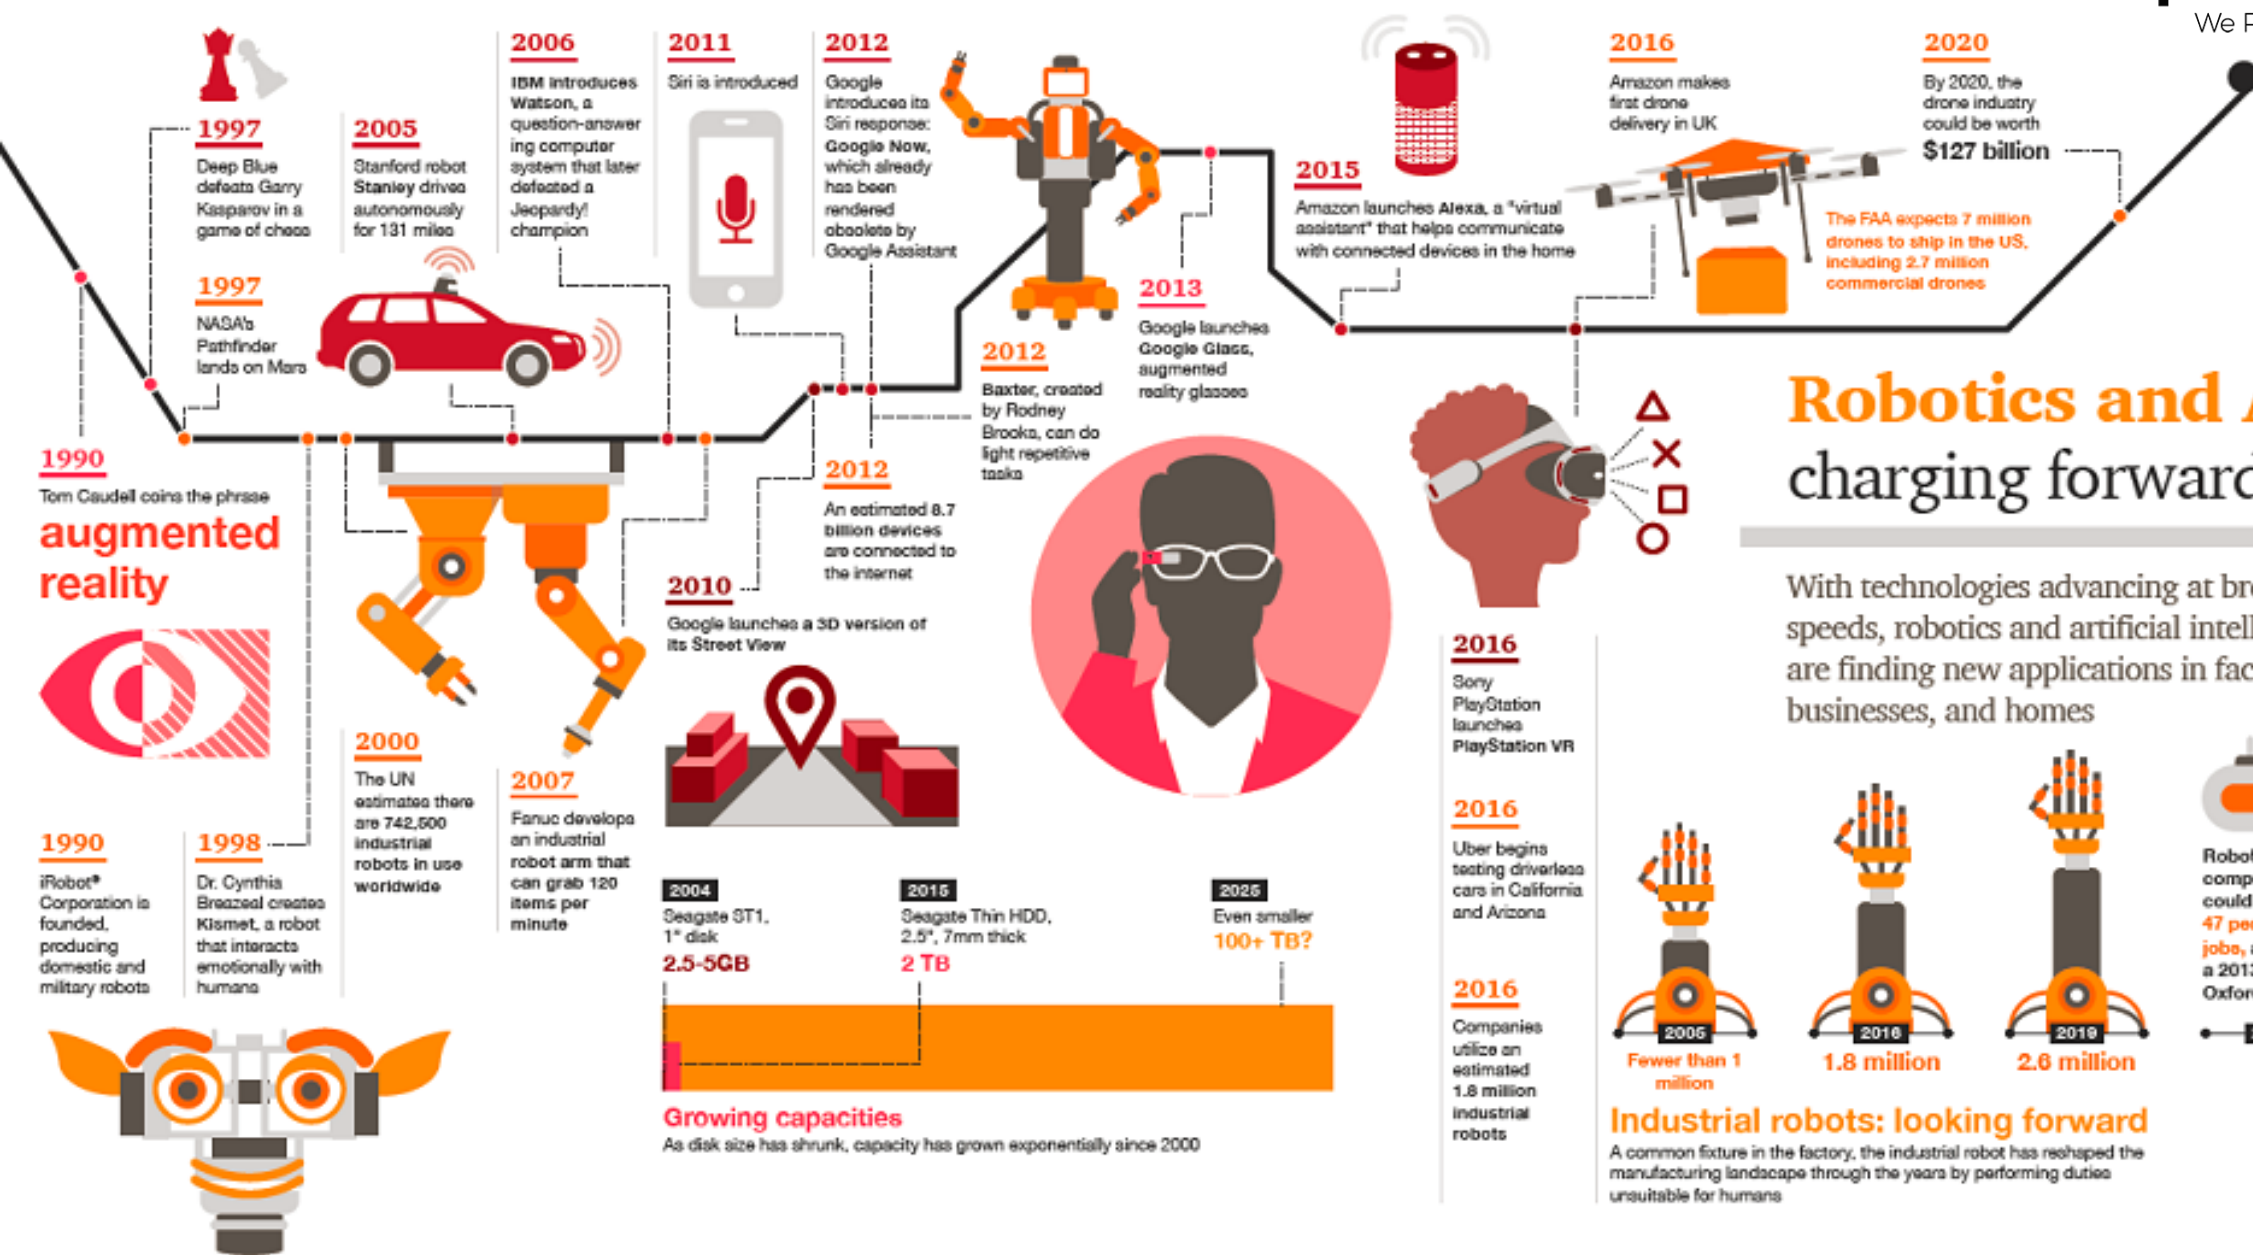 We
1997
Deep Blue
defeats Garry
Kasparov in a
game of chess
1997
NASA's
Pathfinder
lands on Mars
2005
Stanford robot
Stanley drives
autonomously
for 131 miles
2006
IBM introduces
Watson, a
question-answer
ing computer
system that later
defeated a
Jeopardy!
champion
2011
Siri is introduced
2012
Google
introduces its
Siri response:
Google Now,
which already
has been
rendered
obsolete by
Google Assistant
2012
Baxter, created
by Rodney
Brooks, can do
light repetitive
tasks
2013
Google launches
Google Glass,
augmented
reality glasses
2015
Amazon launches Alexa, a "virtual
assistant" that helps communicate
with connected devices in the home
2016
Amazon makes
first drone
delivery in UK
2020
By 2020, the
drone industry
could be worth
$127 billion
The FAA expects 7 million
drones to ship in the US,
including 2.7 million
commercial drones
1990
Tom Caudell coins the phrase
augmented
reality
1990
iRobot®
Corporation is
founded,
producing
domestic and
military robots
1998
Dr. Cynthia
Breazeal creates
Kismet, a robot
that interacts
emotionally with
humans
2000
The UN
estimates there
are 742,500
industrial
robots in use
worldwide
2007
Fanuc develops
an industrial
robot arm that
can grab 120
items per
minute
2010
Google launches a 3D version of
its Street View
2012
An estimated 8.7
billion devices
are connected to
the internet
2004
Seagate ST1,
1" disk
2.5-5GB
2015
Seagate Thin HDD,
2.5", 7mm thick
2 TB
2025
Even smaller
100+ TB?
Growing capacities
As disk size has shrunk, capacity has grown exponentially since 2000
2016
Sony
PlayStation
launches
PlayStation VR
2016
Uber begins
testing driverless
cars in California
and Arizona
2016
Companies
utilize an
estimated
1.8 million
industrial
robots
Robotics and
charging forward
With technologies advancing at
speeds, robotics and artificial
are finding new applications in
businesses, and homes
2005
Fewer than 1
million
2016
1.8 million
2019
2.6 million
Industrial robots: looking forward
A common fixture in the factory, the industrial robot has reshaped the
manufacturing landscape through the years by performing duties
unsuitable for humans
could
47
jobs,